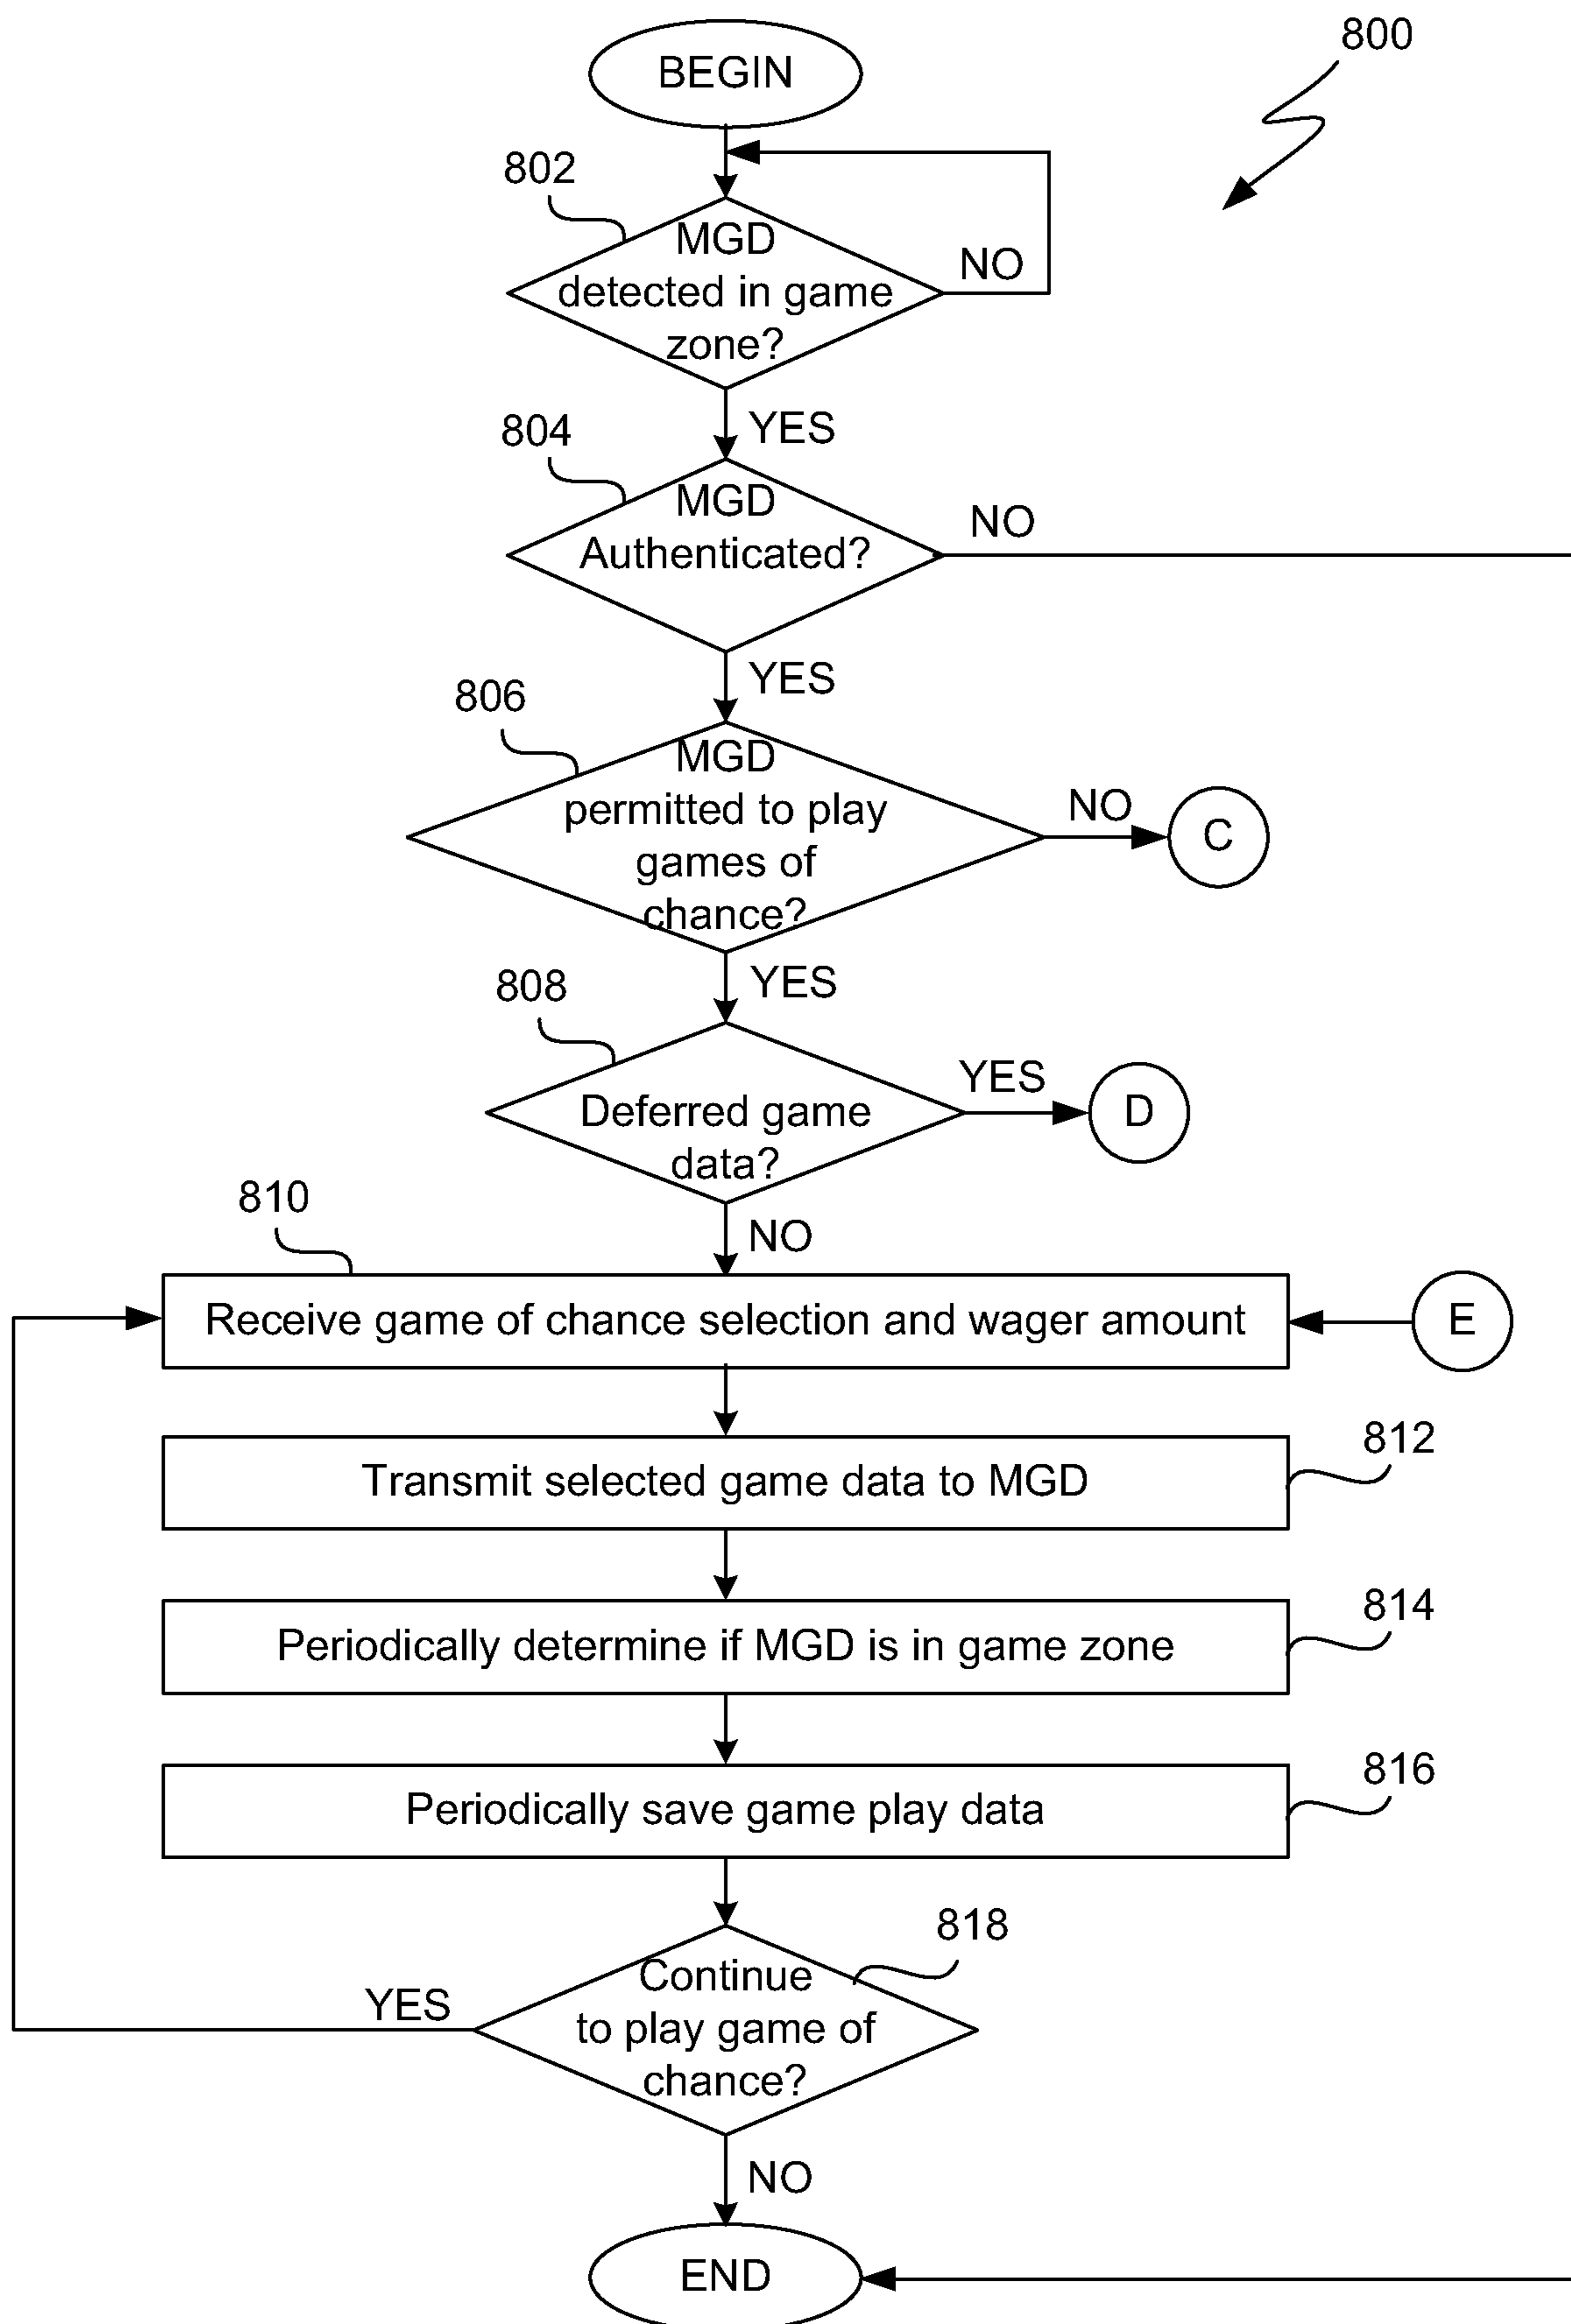 BEGIN
800
802
MGD
detected in game
zone?
NO
YES
804
MGD
Authenticated?
NO
YES
806
MGD
permitted to play
games of
chance?
NO
C
YES
808
Deferred game
data?
YES
D
NO
810
Receive game of chance selection and wager amount
E
812
Transmit selected game data to MGD
814
Periodically determine if MGD is in game zone
816
Periodically save game play data
818
Continue
to play game of
chance?
YES
NO
END